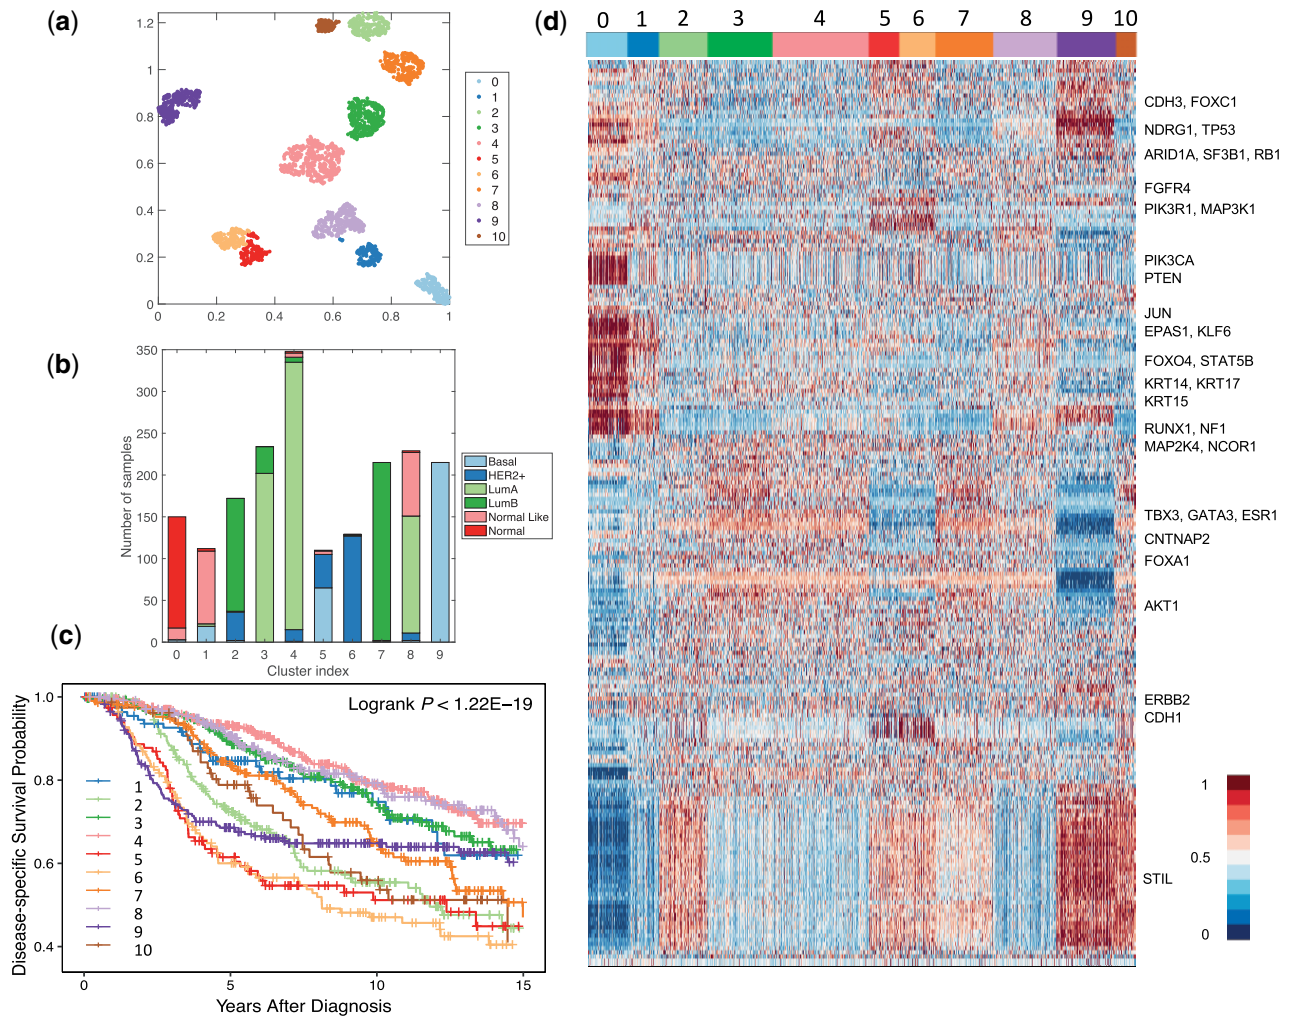 (a)
1.2
1
0.8
0.6
0.4
0.2
0
0 0.2 0.4 0.6 0.8 1
0
1
2
3
4
5
6
7
8
9
10
(b)
350
300
250
200
150
100
50
0
Number of samples
0 1 2 3 4 5 6 7 8 9
Cluster index
Basal
HER2+
LumA
LumB
Normal Like
Normal
(c)
Logrank P < 1.22E−19
1.0
0.8
0.6
0.4
Disease-specific Survival Probability
1
2
3
4
5
6
7
8
9
10
0 5 10 15
Years After Diagnosis
(d)
0 1 2 3 4 5 6 7 8 9 10
CDH3, FOXC1
NDRG1, TP53
ARID1A, SF3B1, RB1
FGFR4
PIK3R1, MAP3K1
PIK3CA
PTEN
JUN
EPAS1, KLF6
FOXO4, STAT5B
KRT14, KRT17
KRT15
RUNX1, NF1
MAP2K4, NCOR1
TBX3, GATA3, ESR1
CNTNAP2
FOXA1
AKT1
ERBB2
CDH1
STIL
1
0.5
0